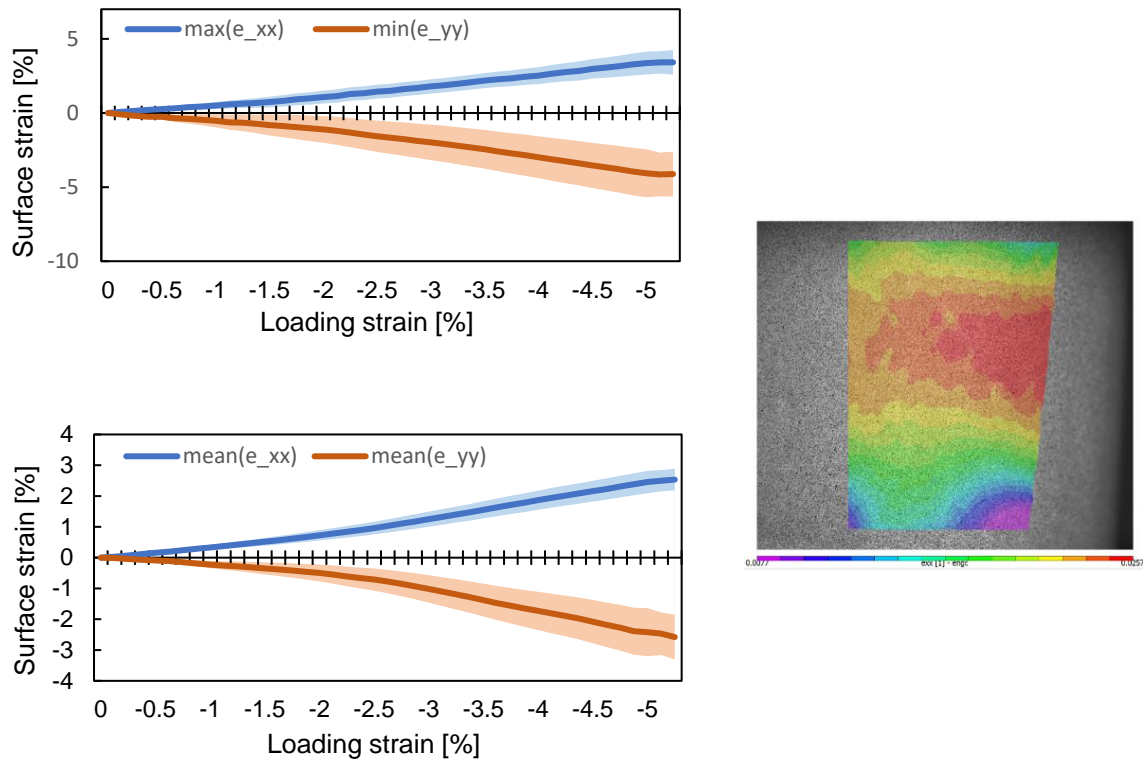 max(e_xx) min(e_yy)
Surface strain [%]
5
0
-5
-10
0 -0.5 -1 -1.5 -2 -2.5 -3 -3.5 -4 -4.5 -5
Loading strain [%]
mean(e_xx) mean(e_yy)
Surface strain [%]
4
3
2
1
0
-1
-2
-3
-4
0 -0.5 -1 -1.5 -2 -2.5 -3 -3.5 -4 -4.5 -5
Loading strain [%]
0.0077 exx [1] - engr. 0.0257